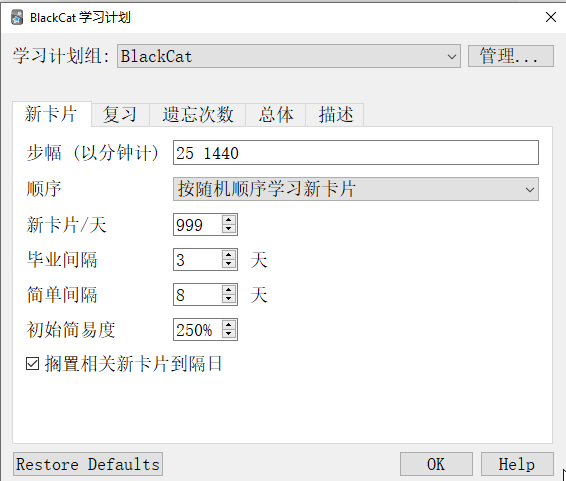 BlackCat 学习计划
学习计划组: BlackCat 管理...
新卡片 复习 遗忘次数 总体 描述
步幅 (以分钟计) 25 1440
顺序 按随机顺序学习新卡片
新卡片/天 999
毕业间隔 3 天
简单间隔 8 天
初始简易度 250%
搁置相关新卡片到隔日
Restore Defaults OK Help